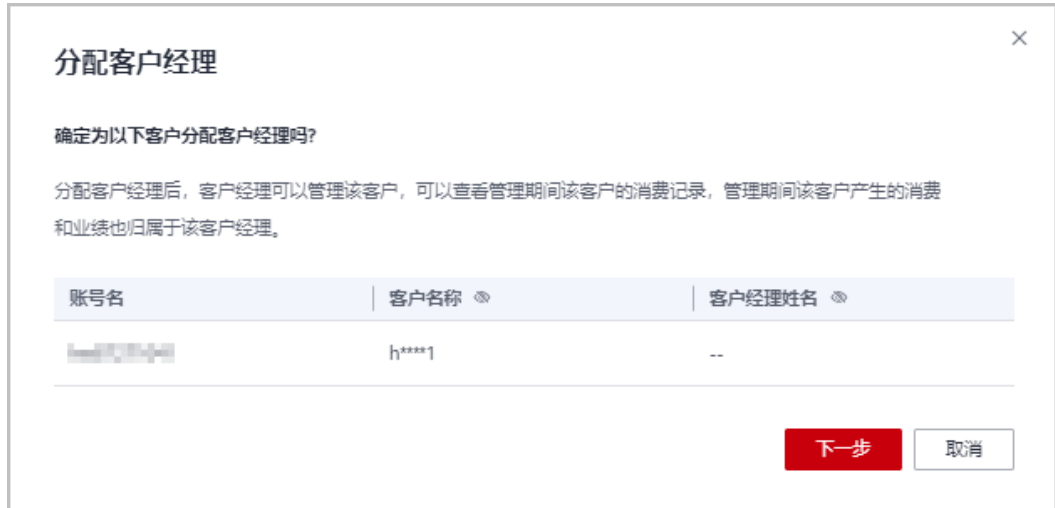 分配客户经理
确定为以下客户分配客户经理吗?
分配客户经理后，客户经理可以管理该客户，可以查看管理期间该客户的消费记录，管理期间该客户产生的消费
和业绩也归属于该客户经理。
账号名 客户名称 客户经理姓名
h****1 --
下一步 取消